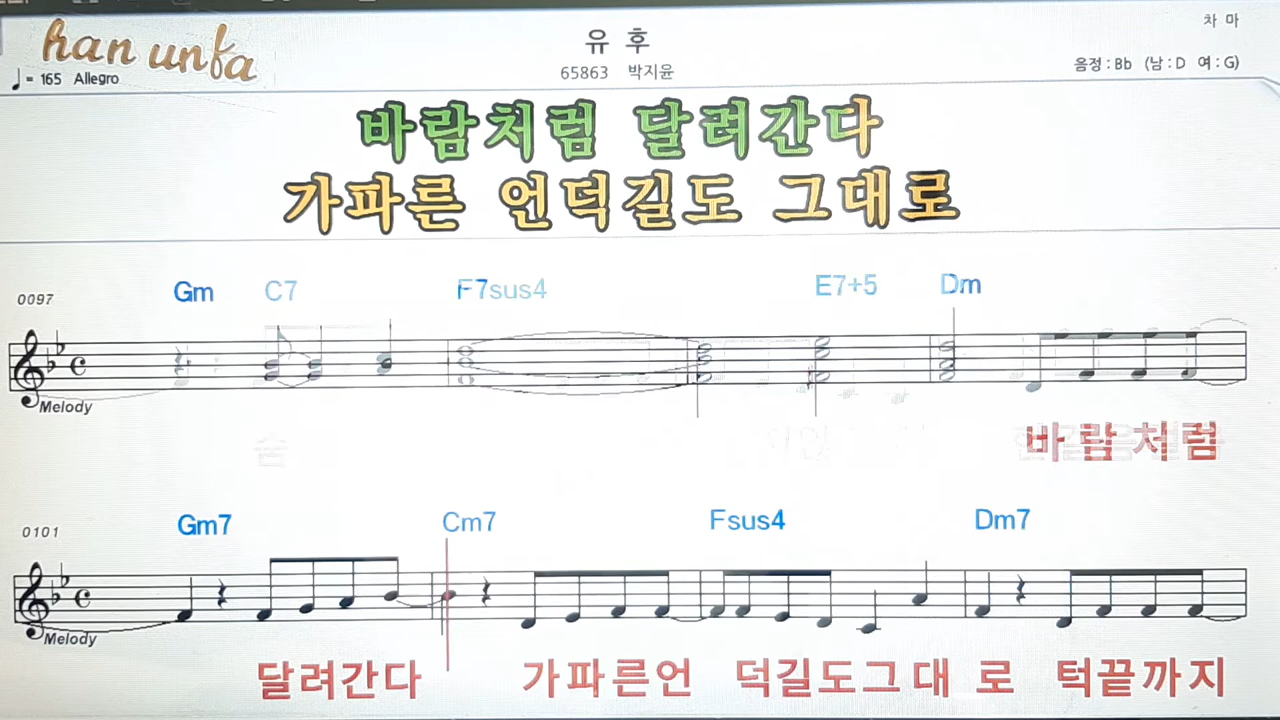 han unfa
차 마
유 후
♩= 165 Allegro
65863 박지윤
음정 : Bb (남 : D 여 : G)
바람처럼 달려간다
가파른 언덕길도 그대로
0097
Gm C7 F7sus4 E7+5 Dm
Melody
바람처럼
0101
Gm7 Cm7 Fsus4 Dm7
Melody
달려간다 가파른언 덕길도그대 로 턱끝까지